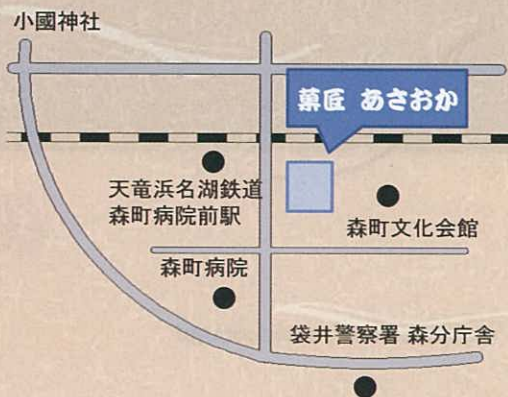 小國神社
菓匠 あさおか
天竜浜名湖鉄道
森町病院前駅
森町文化会館
森町病院
袋井警察署 森分庁舎